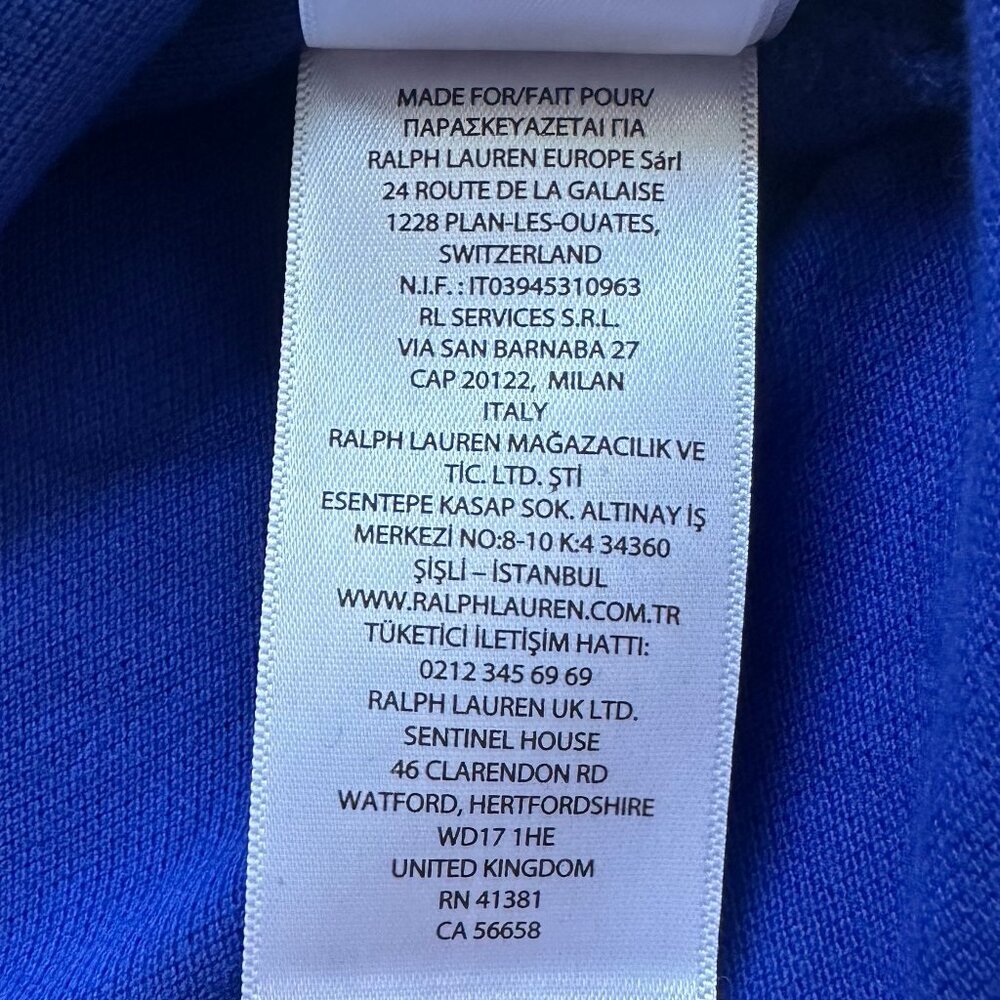 MADE FOR/FAIT POUR/
ΠΑΡΑΣΚΕΥΑΖΕΤΑΙ ΓΙΑ
RALPH LAUREN EUROPE Sárl
24 ROUTE DE LA GALAISE
1228 PLAN-LES-OUATES,
SWITZERLAND
N.I.F. : IT03945310963
RL SERVICES S.R.L.
VIA SAN BARNABA 27
CAP 20122, MILAN
ITALY
RALPH LAUREN MAĞAZACILIK VE
TİC. LTD. ŞTİ
ESENTEPE KASAP SOK. ALTINAY İŞ
MERKEZİ NO:8-10 K:4 34360
ŞİŞLİ – İSTANBUL
WWW.RALPHLAUREN.COM.TR
TÜKETİCİ İLETİŞİM HATTI:
0212 345 69 69
RALPH LAUREN UK LTD.
SENTINEL HOUSE
46 CLARENDON RD
WATFORD, HERTFORDSHIRE
WD17 1HE
UNITED KINGDOM
RN 41381
CA 56658